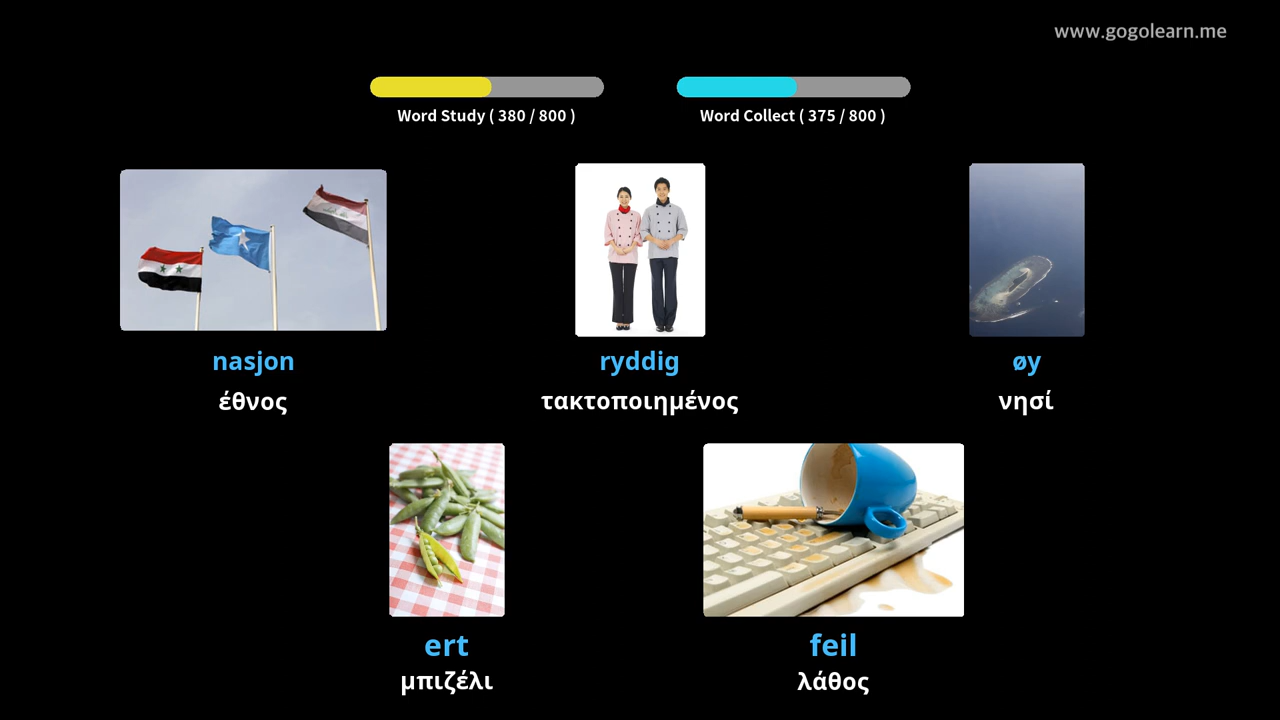 www.gogolearn.me
Word Study ( 380 / 800 )
Word Collect ( 375 / 800 )
nasjon
έθνος
ryddig
τακτοποιημένος
øy
νησί
ert
μπιζέλι
feil
λάθος